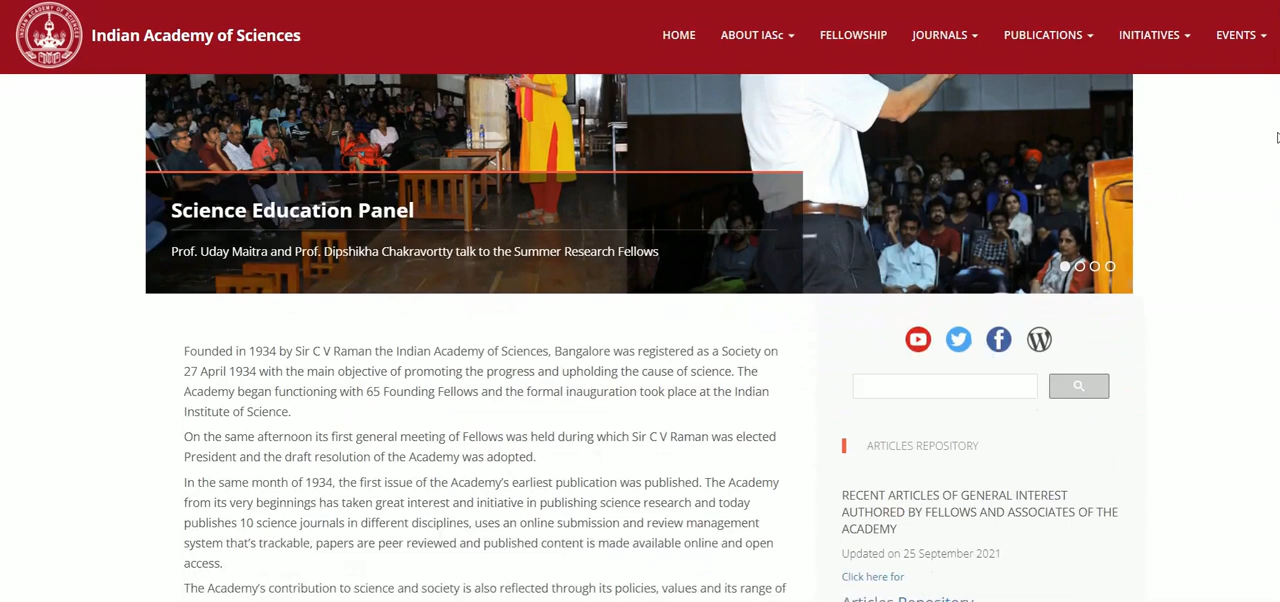 Indian Academy of Sciences
HOME ABOUT IASc FELLOWSHIP JOURNALS PUBLICATIONS INITIATIVES EVENTS
Science Education Panel
Prof. Uday Maitra and Prof. Dipshikha Chakravortty talk to the Summer Research Fellows
Founded in 1934 by Sir C V Raman the Indian Academy of Sciences, Bangalore was registered as a Society on
27 April 1934 with the main objective of promoting the progress and upholding the cause of science. The
Academy began functioning with 65 Founding Fellows and the formal inauguration took place at the Indian
Institute of Science.
On the same afternoon its first general meeting of Fellows was held during which Sir C V Raman was elected
President and the draft resolution of the Academy was adopted.
In the same month of 1934, the first issue of the Academy's earliest publication was published. The Academy
from its very beginnings has taken great interest and initiative in publishing science research and today
publishes 10 science journals in different disciplines, uses an online submission and review management
system that's trackable, papers are peer reviewed and published content is made available online and open
access.
The Academy's contribution to science and society is also reflected through its policies, values and its range of
ARTICLES REPOSITORY
RECENT ARTICLES OF GENERAL INTEREST
AUTHORED BY FELLOWS AND ASSOCIATES OF THE
ACADEMY
Updated on 25 September 2021
Click here for
Articles Repository